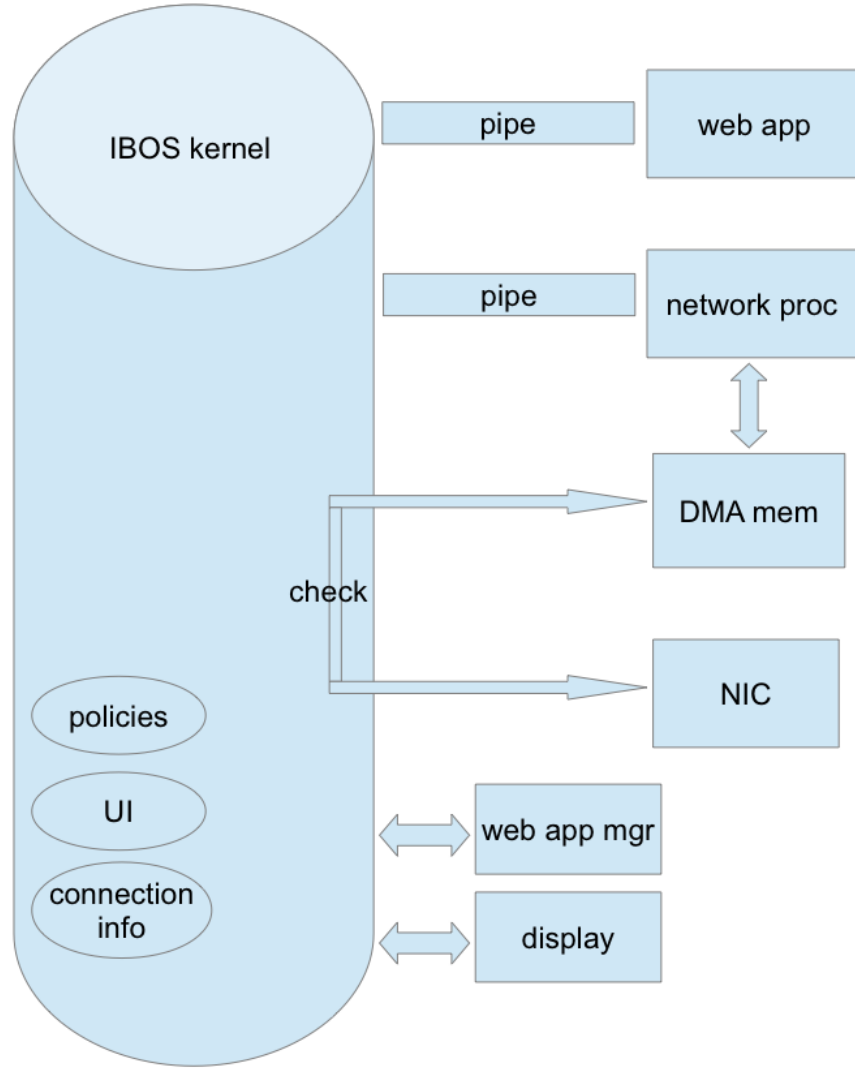 IBOS kernel
pipe
web app
pipe
network proc
DMA mem
check
NIC
policies
UI
web app mgr
connection
info
display